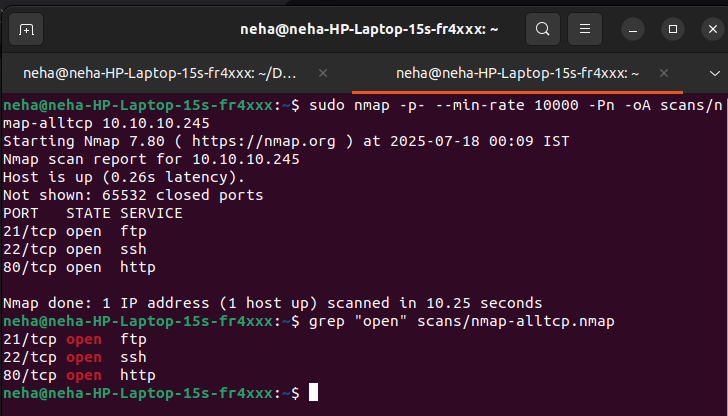 neha@neha-HP-Laptop-15s-fr4xxx: ~
neha@neha-HP-Laptop-15s-fr4xxx: ~/D...
neha@neha-HP-Laptop-15s-fr4xxx: ~
neha@neha-HP-Laptop-15s-fr4xxx:~$ sudo nmap -p- --min-rate 10000 -Pn -oA scans/n
map-alltcp 10.10.10.245
Starting Nmap 7.80 ( https://nmap.org ) at 2025-07-18 00:09 IST
Nmap scan report for 10.10.10.245
Host is up (0.26s latency).
Not shown: 65532 closed ports
PORT   STATE SERVICE
21/tcp open  ftp
22/tcp open  ssh
80/tcp open  http

Nmap done: 1 IP address (1 host up) scanned in 10.25 seconds
neha@neha-HP-Laptop-15s-fr4xxx:~$ grep "open" scans/nmap-alltcp.nmap
21/tcp open  ftp
22/tcp open  ssh
80/tcp open  http
neha@neha-HP-Laptop-15s-fr4xxx:~$